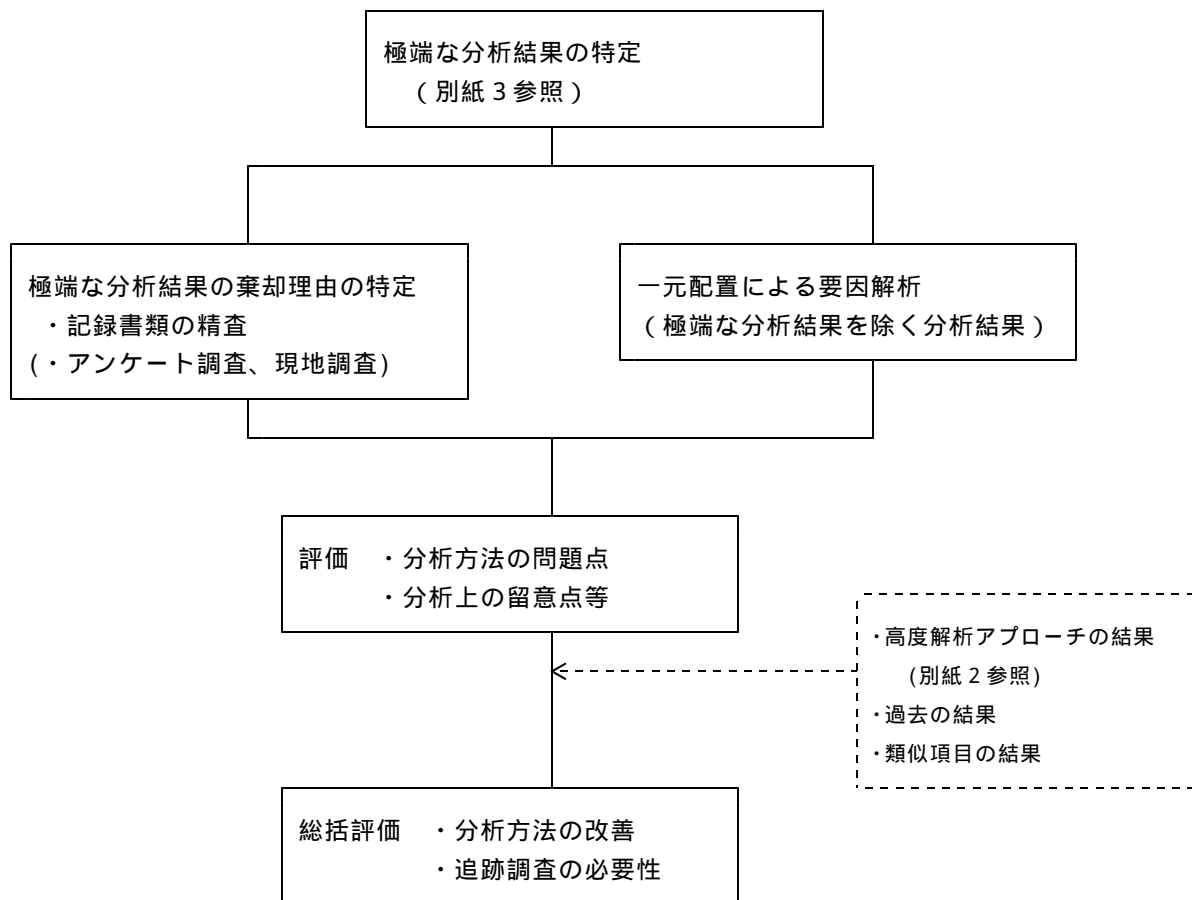 極端な分析結果の特定
（別紙3参照）
極端な分析結果の棄却理由の特定
・記録書類の精査
(・アンケート調査、現地調査)
一元配置による要因解析
（極端な分析結果を除く分析結果）
評価　・分析方法の問題点
・分析上の留意点等
・高度解析アプローチの結果
(別紙2参照)
・過去の結果
・類似項目の結果
総括評価　・分析方法の改善
・追跡調査の必要性